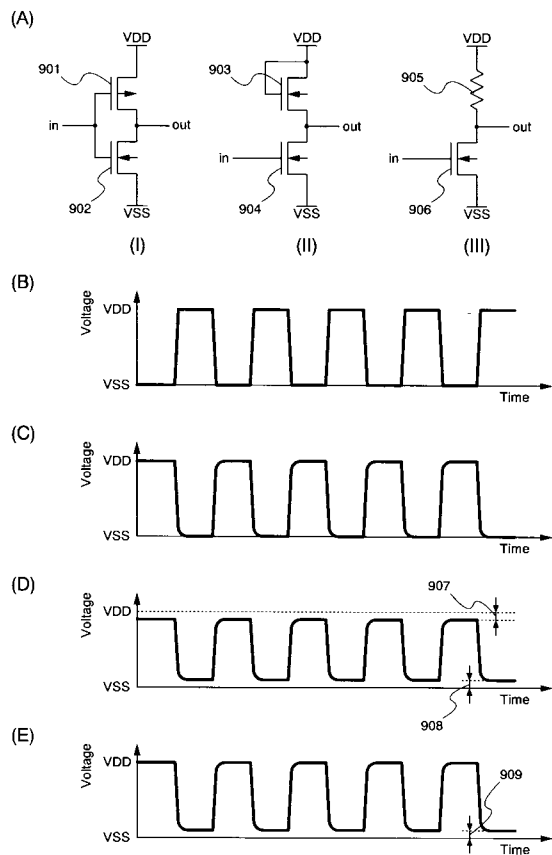 (A)
VDD VDD VDD
901 903 905
in out in out in out
902 904 906
VSS VSS VSS
(I) (II) (III)
(B)
Voltage
VDD
VSS
Time
(C)
Voltage
VDD
VSS
Time
(D)
907
Voltage
VDD
VSS
Time
908
(E)
909
Voltage
VDD
VSS
Time